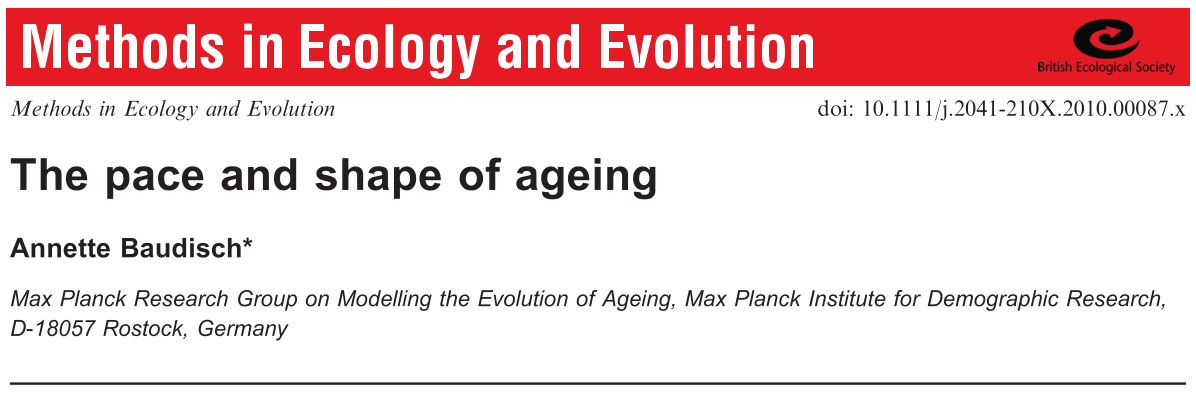 Methods in Ecology and Evolution
British Ecological Society
Methods in Ecology and Evolution
doi: 10.1111/j.2041-210X.2010.00087.x
The pace and shape of ageing
Annette Baudisch*
Max Planck Research Group on Modelling the Evolution of Ageing, Max Planck Institute for Demographic Research,
D-18057 Rostock, Germany